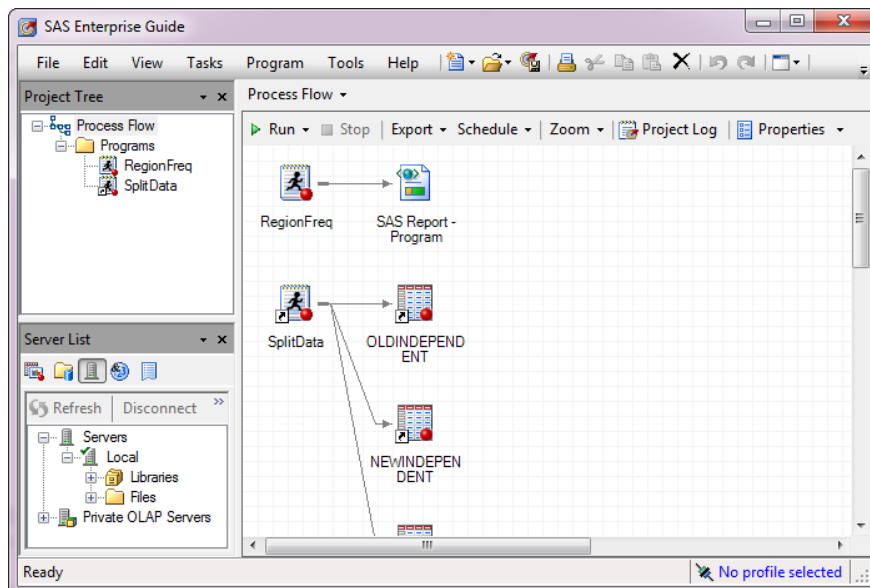 SAS Enterprise Guide
File Edit View Tasks Program Tools Help
Project Tree
Process Flow
Programs
RegionFreq
SplitData
Process Flow
Run Stop Export Schedule Zoom Project Log Properties
RegionFreq
SAS Report -
Program
SplitData
OLDINDEPEND
ENT
NEWINDEPEN
DENT
Server List
Refresh Disconnect
Servers
Local
Libraries
Files
Private OLAP Servers
Ready
No profile selected